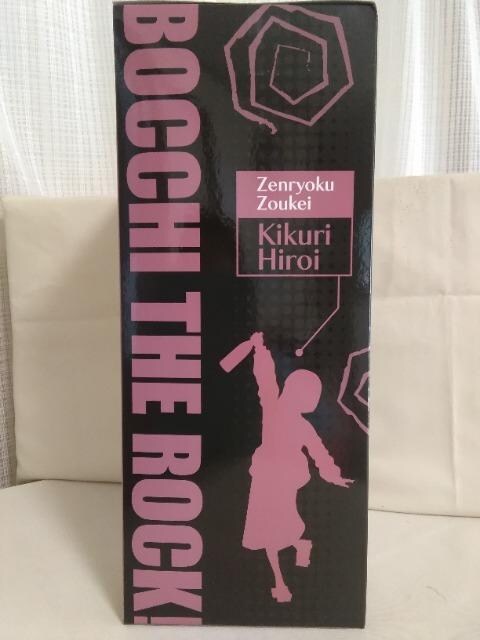 BOCCHI THE ROCK!
Zenryoku
Zoukei
Kikuri
Hiroi